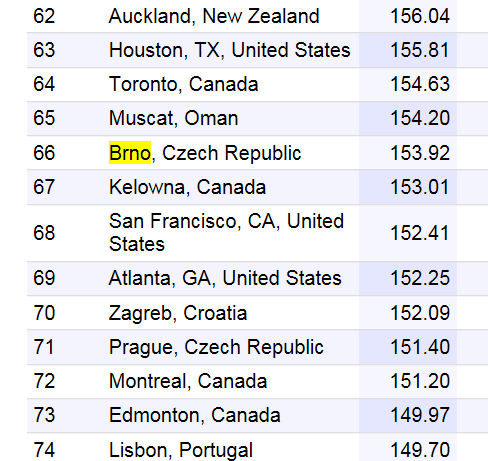 62 Auckland, New Zealand 156.04
63 Houston, TX, United States 155.81
64 Toronto, Canada 154.63
65 Muscat, Oman 154.20
66 Brno, Czech Republic 153.92
67 Kelowna, Canada 153.01
68 San Francisco, CA, United
States 152.41
69 Atlanta, GA, United States 152.25
70 Zagreb, Croatia 152.09
71 Prague, Czech Republic 151.40
72 Montreal, Canada 151.20
73 Edmonton, Canada 149.97
74 Lisbon, Portugal 149.70